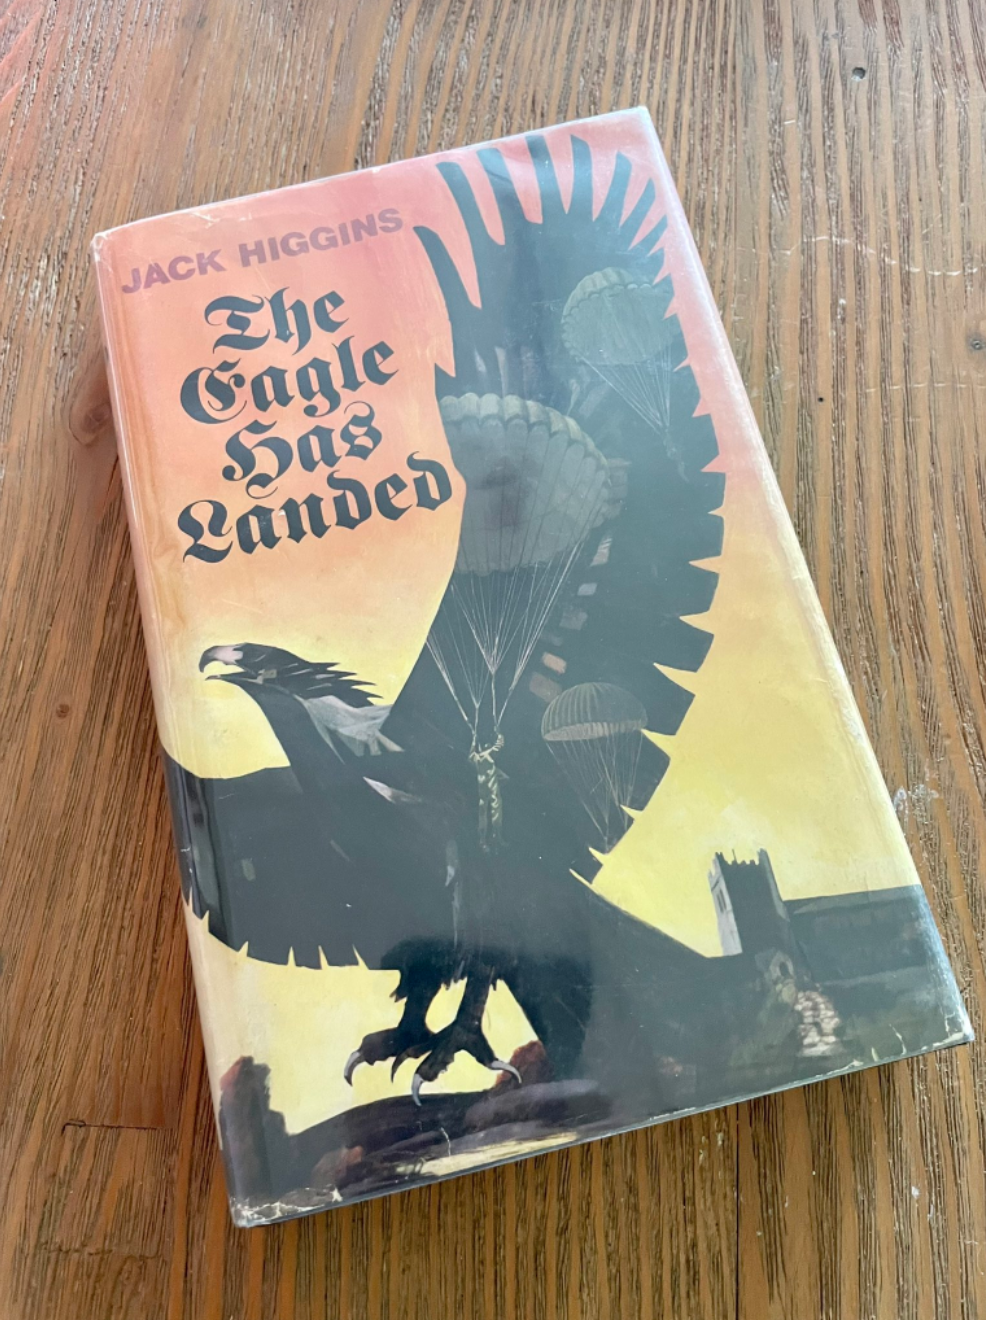 JACK HIGGINS
The
Eagle
Has
Landed